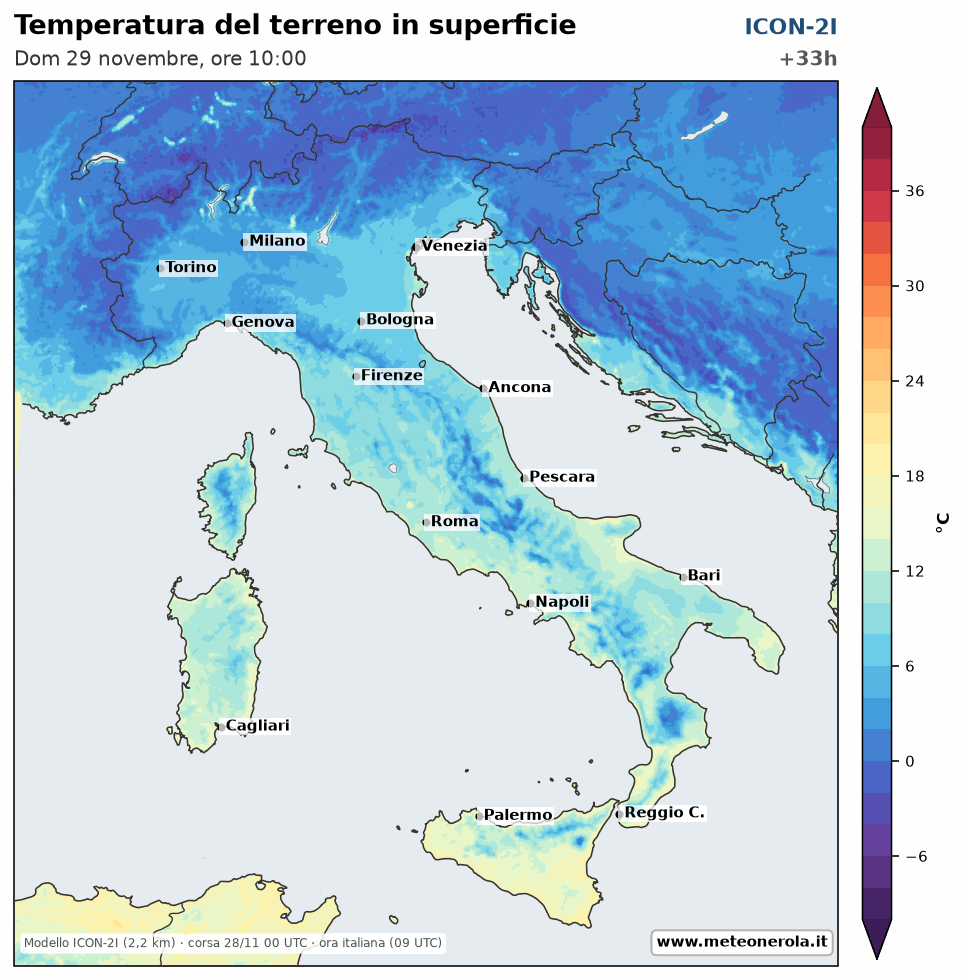 Temperatura del terreno in superficie
ICON-2I
Dom 29 novembre, ore 10:00
+33h
Milano
Venezia
Torino
Genova
Bologna
Firenze
Ancona
Pescara
Roma
Bari
Napoli
Cagliari
Palermo
Reggio C.
36
30
24
18
12
6
0
−6
°C
Modello ICON-2I (2,2 km) · corsa 28/11 00 UTC · ora italiana (09 UTC)
www.meteonerola.it